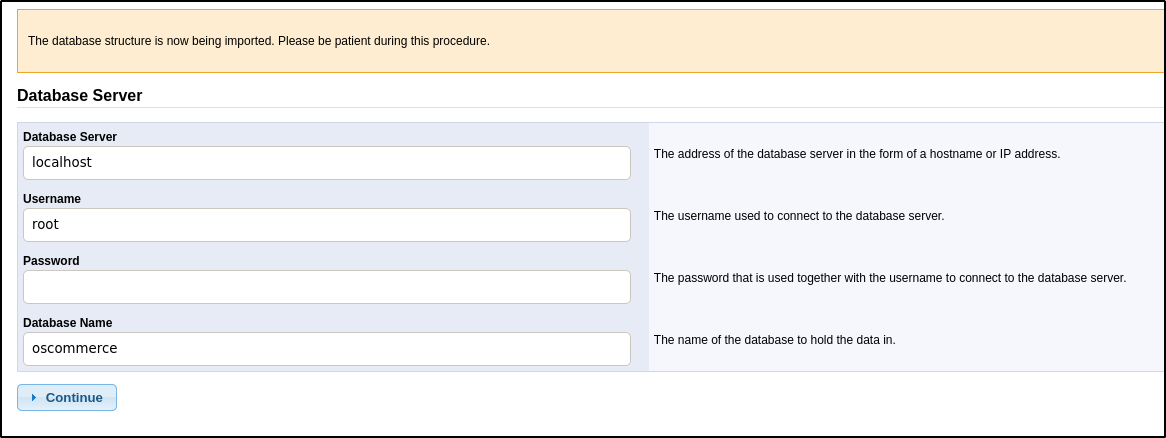 The database structure is now being imported. Please be patient during this procedure.
Database Server
Database Server
localhost
The address of the database server in the form of a hostname or IP address.
Username
root
The username used to connect to the database server.
Password
The password that is used together with the username to connect to the database server.
Database Name
oscommerce
The name of the database to hold the data in.
Continue